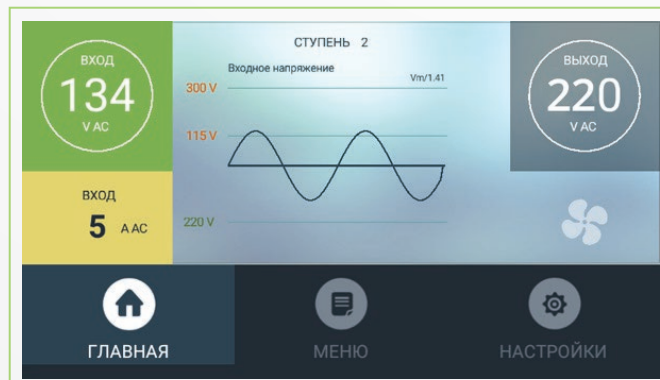 ВХОД
134
V AC
ВХОД
5 A AC
СТУПЕНЬ 2
Входное напряжение
Vm/1.41
300 V
115 V
220 V
ВЫХОД
220
V AC
ГЛАВНАЯ
МЕНЮ
НАСТРОЙКИ